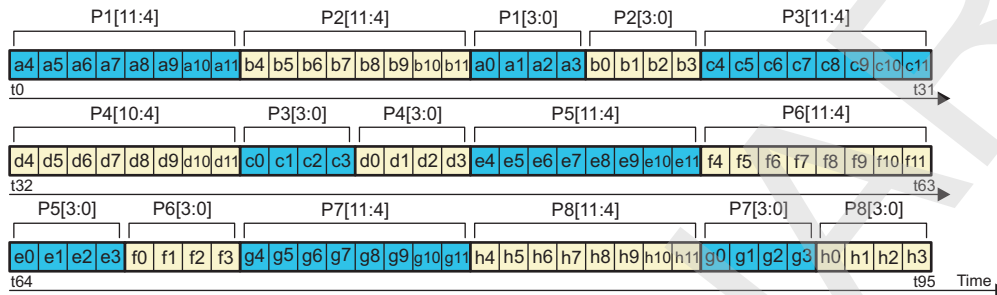 P1[11:4] P2[11:4] P1[3:0] P2[3:0] P3[11:4]
a4 a5 a6 a7 a8 a9 a10 a11 b4 b5 b6 b7 b8 b9 b10 b11 a0 a1 a2 a3 b0 b1 b2 b3 c4 c5 c6 c7 c8 c9 c10 c11
t0 t31
P4[10:4] P3[3:0] P4[3:0] P5[11:4] P6[11:4]
d4 d5 d6 d7 d8 d9 d10 d11 c0 c1 c2 c3 d0 d1 d2 d3 e4 e5 e6 e7 e8 e9 e10 e11 f4 f5 f6 f7 f8 f9 f10 f11
t32 t63
P5[3:0] P6[3:0] P7[11:4] P8[11:4] P7[3:0] P8[3:0]
e0 e1 e2 e3 f0 f1 f2 f3 g4 g5 g6 g7 g8 g9 g10 g11 h4 h5 h6 h7 h8 h9 h10 h11 g0 g1 g2 g3 h0 h1 h2 h3
t64 t95 Time